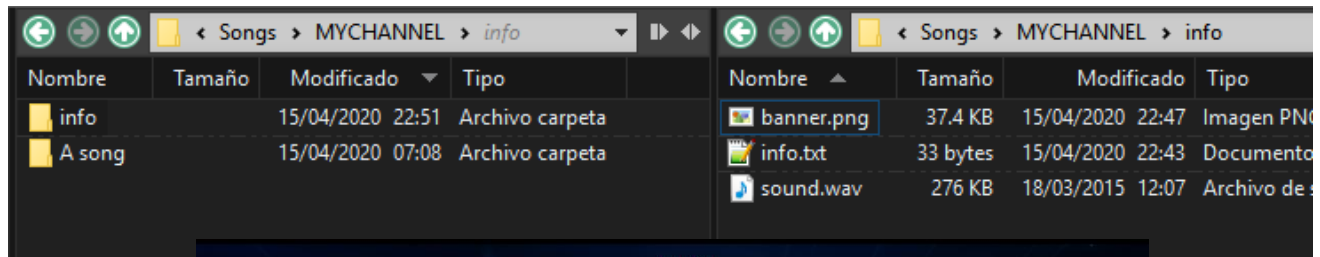 Songs › MYCHANNEL › info
Nombre Tamaño Modificado Tipo
info 15/04/2020 22:51 Archivo carpeta
A song 15/04/2020 07:08 Archivo carpeta
Songs › MYCHANNEL › info
Nombre Tamaño Modificado Tipo
banner.png 37.4 KB 15/04/2020 22:47 Imagen PNG
info.txt 33 bytes 15/04/2020 22:43 Documento
sound.wav 276 KB 18/03/2015 12:07 Archivo de